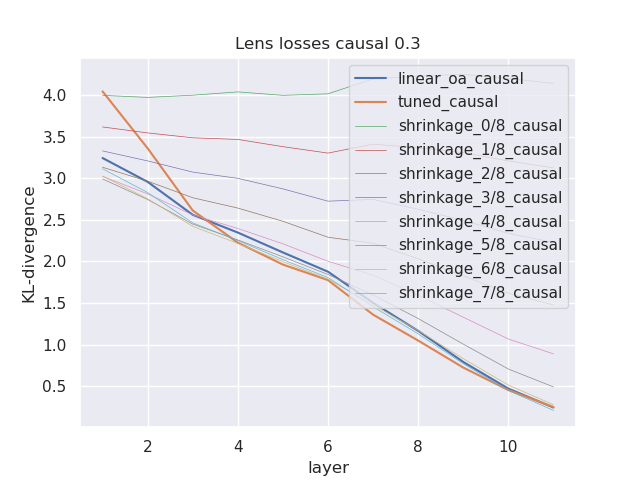 Lens losses causal 0.3
KL-divergence
4.0
3.5
3.0
2.5
2.0
1.5
1.0
0.5
linear_oa_causal
tuned_causal
shrinkage_0/8_causal
shrinkage_1/8_causal
shrinkage_2/8_causal
shrinkage_3/8_causal
shrinkage_4/8_causal
shrinkage_5/8_causal
shrinkage_6/8_causal
shrinkage_7/8_causal
2 4 6 8 10
layer